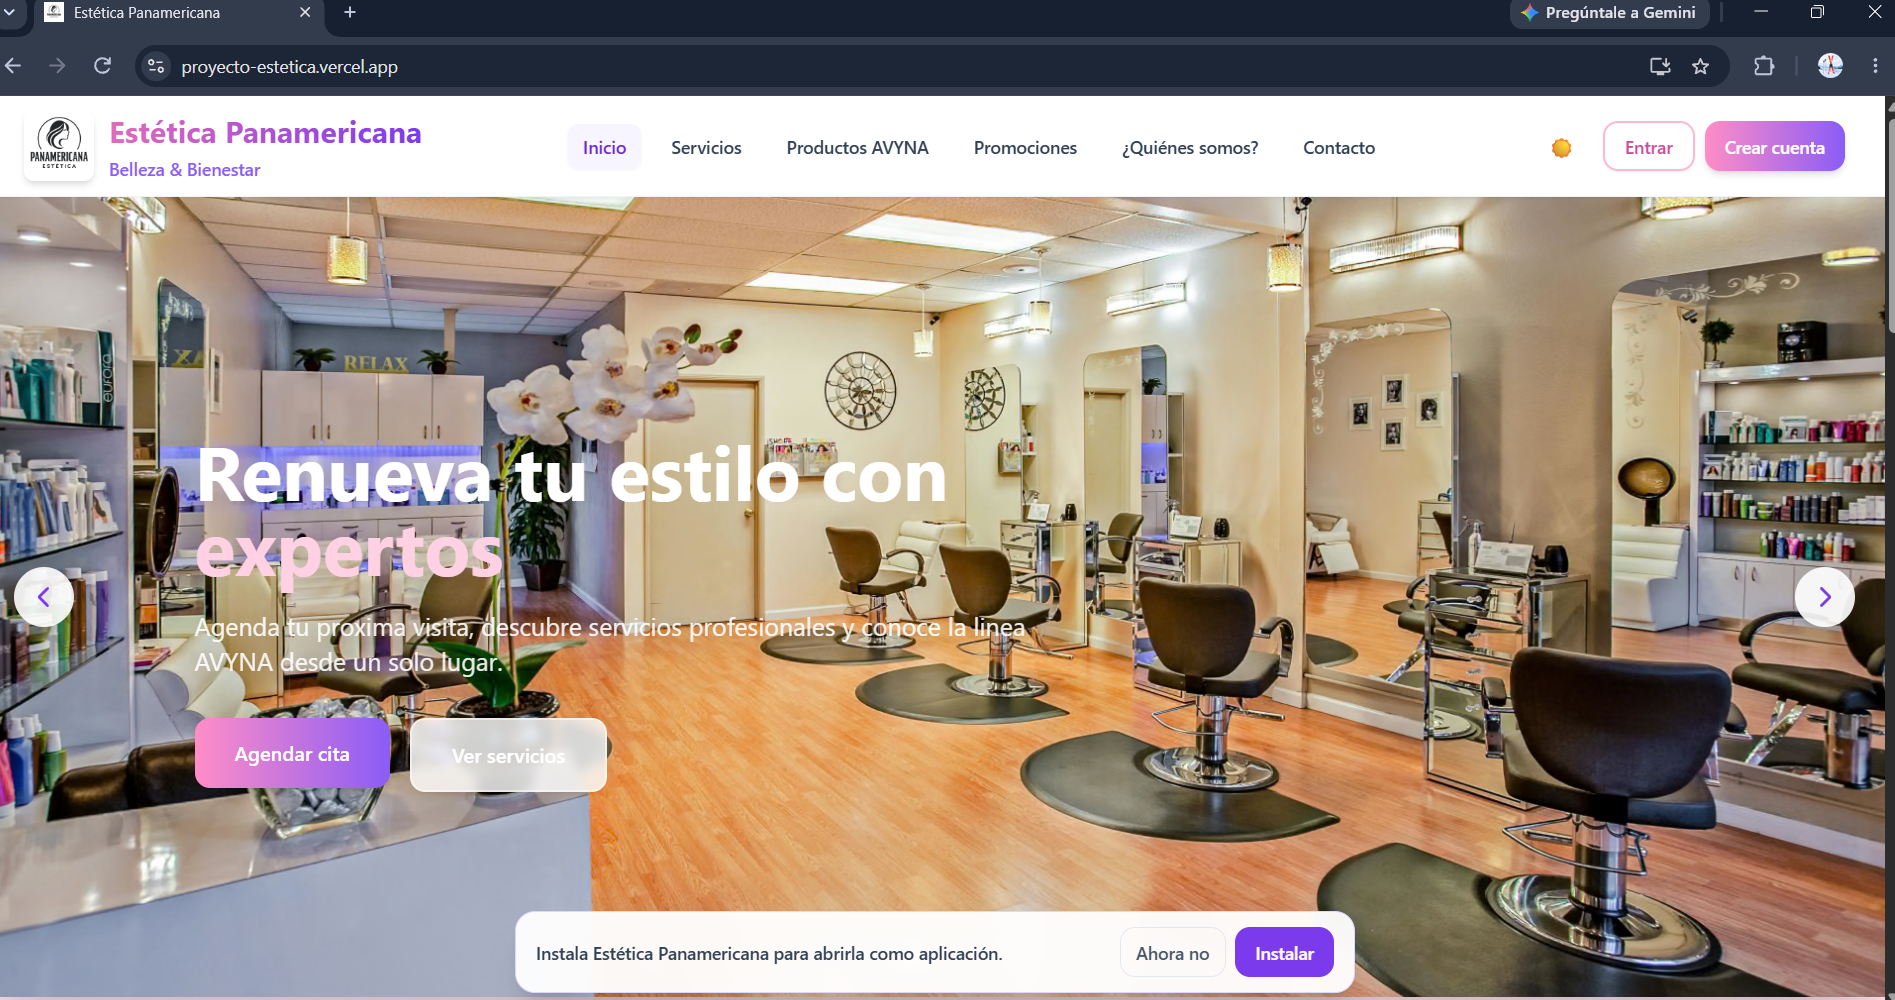 Estética Panamericana
Pregúntale a Gemini
proyecto-estetica.vercel.app
PANAMERICANA
ESTÉTICA
Estética Panamericana
Belleza & Bienestar
Inicio
Servicios
Productos AVYNA
Promociones
¿Quiénes somos?
Contacto
Entrar
Crear cuenta
RELAX
eufora
Renueva tu estilo con
expertos
Agenda tu proxima visita, descubre servicios profesionales y conoce la linea
AVYNA desde un solo lugar.
Agendar cita
Ver servicios
Instala Estética Panamericana para abrirla como aplicación.
Ahora no
Instalar